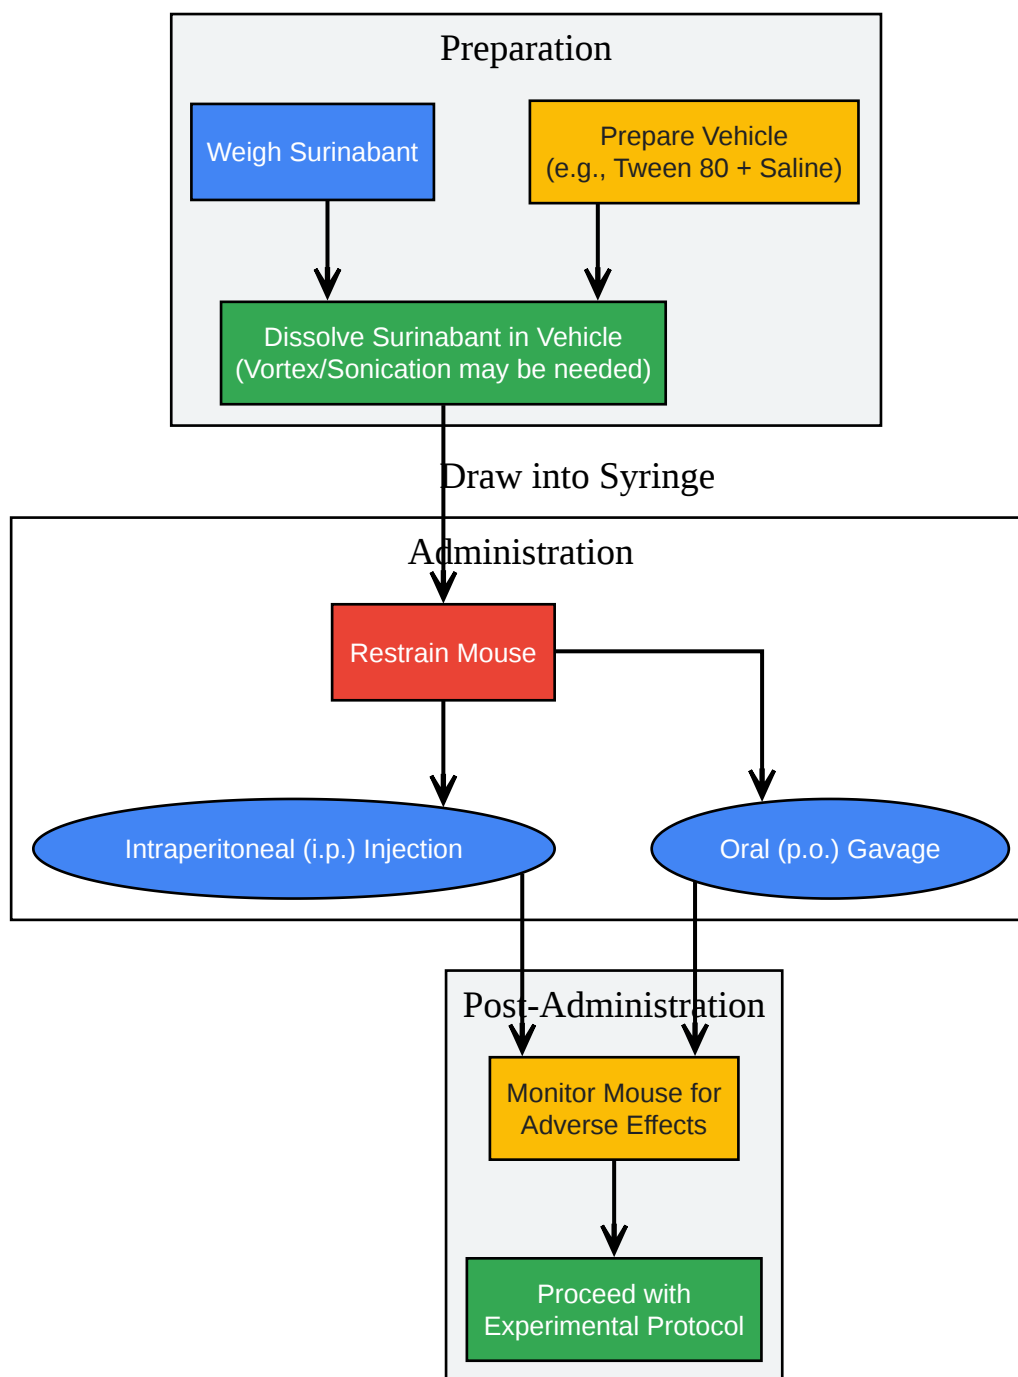 Preparation
Weigh Surinabant
Prepare Vehicle
(e.g., Tween 80 + Saline)
Dissolve Surinabant in Vehicle
(Vortex/Sonication may be needed)
Draw into Syringe
Administration
Restrain Mouse
Intraperitoneal (i.p.) Injection
Oral (p.o.) Gavage
Post-Administration
Monitor Mouse for
Adverse Effects
Proceed with
Experimental Protocol